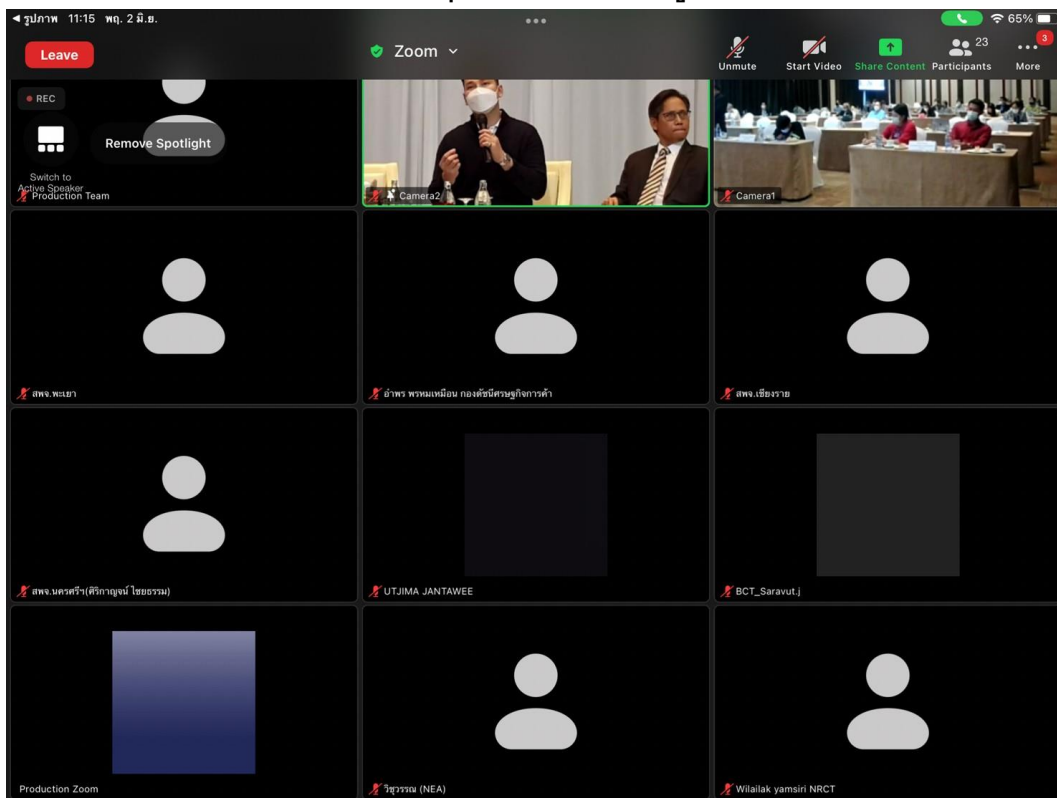 ◀ รูปภาพ 11:15 พฤ. 2 มิ.ย.
65%
Leave
Zoom
Unmute
Start Video
Share Content
23
Participants
3
More
REC
Remove Spotlight
Switch to
Active Speaker
Production Team
Camera2
Camera1
สพจ.พะเยา
อำพร พรหมเหมือน กองดัชนีเศรษฐกิจการค้า
สพจ.เชียงราย
สพจ.นครศรีฯ(ศิริกาญจน์ ไชยธรรม)
UTJIMA JANTAWEE
BCT_Saravut.j
Production Zoom
วิชุวรรณ (NEA)
Wilailak yamsiri NRCT